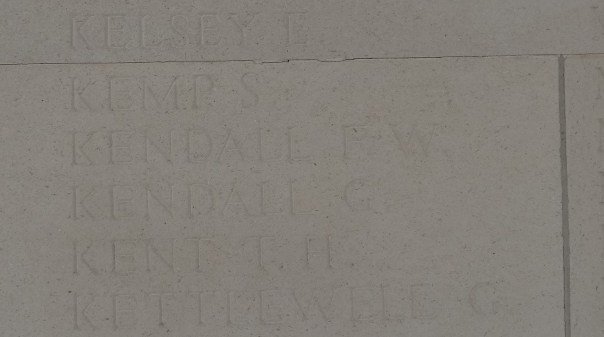 KELSEY E.
KEMP S.
KENDALL F. W.
KENDALL G.
KENT T. H.
KETTLEWELL G.